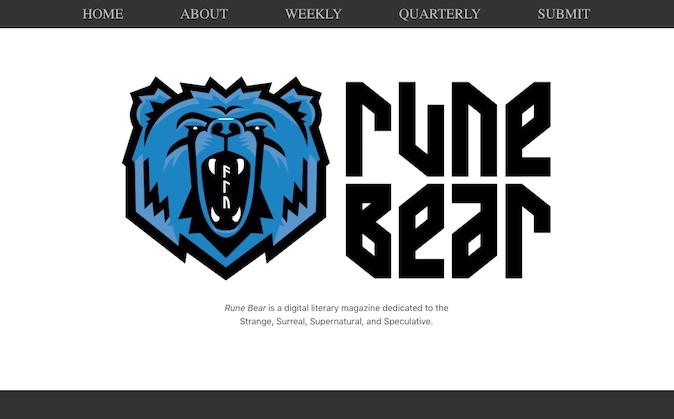 HOME ABOUT WEEKLY QUARTERLY SUBMIT
rune
Bear
ᚨ
ᛚ
ᚢ
Rune Bear is a digital literary magazine dedicated to the
Strange, Surreal, Supernatural, and Speculative.